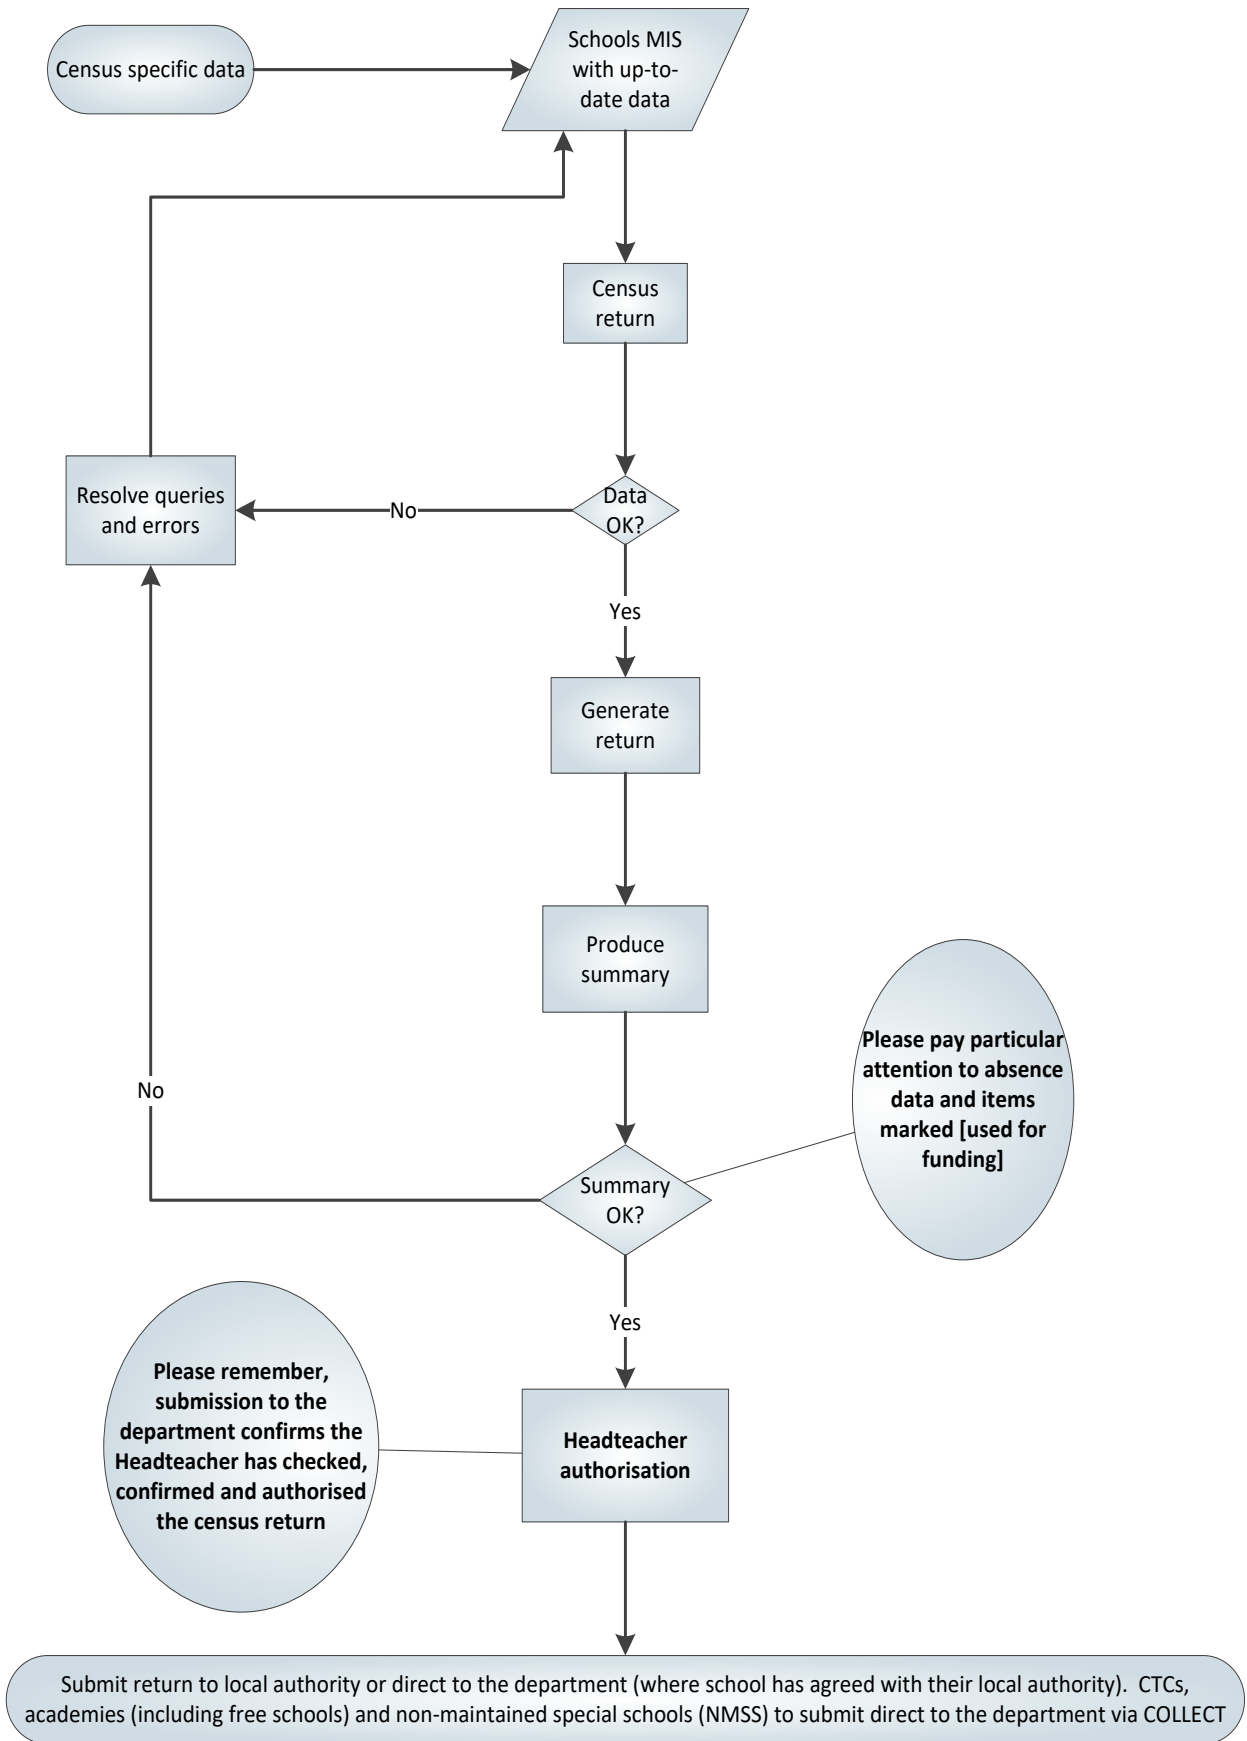 Census specific data
Schools MIS
with up-to-
date data
Census
return
Resolve queries
and errors
No
Data
OK?
Yes
Generate
return
Produce
summary
Please pay particular
attention to absence
data and items
marked [used for
funding]
No
Summary
OK?
Yes
Please remember,
submission to the
department confirms the
Headteacher has checked,
confirmed and authorised
the census return
Headteacher
authorisation
Submit return to local authority or direct to the department (where school has agreed with their local authority).  CTCs,
academies (including free schools) and non-maintained special schools (NMSS) to submit direct to the department via COLLECT